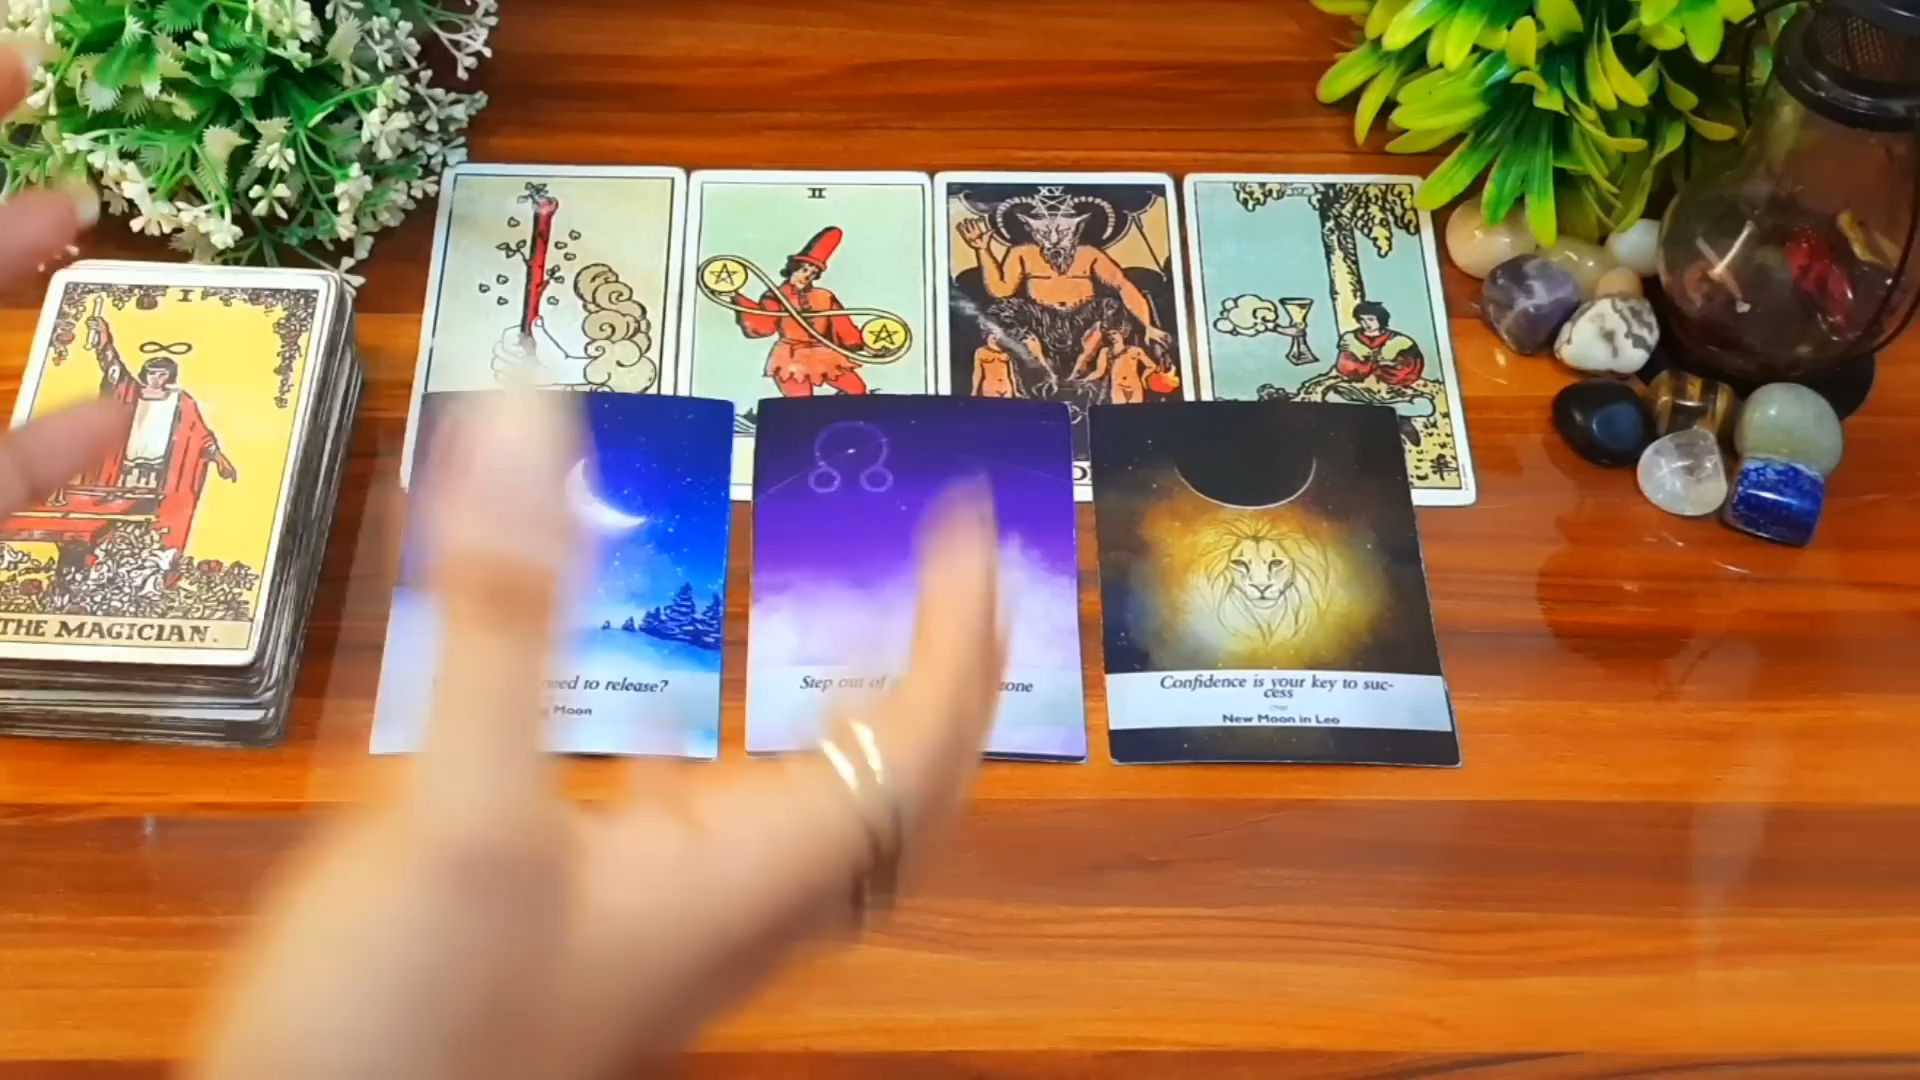 II
XV
IV
I
THE MAGICIAN.
need to release?
Moon
Step out of
zone
Confidence is your key to suc-
cess
New Moon in Leo